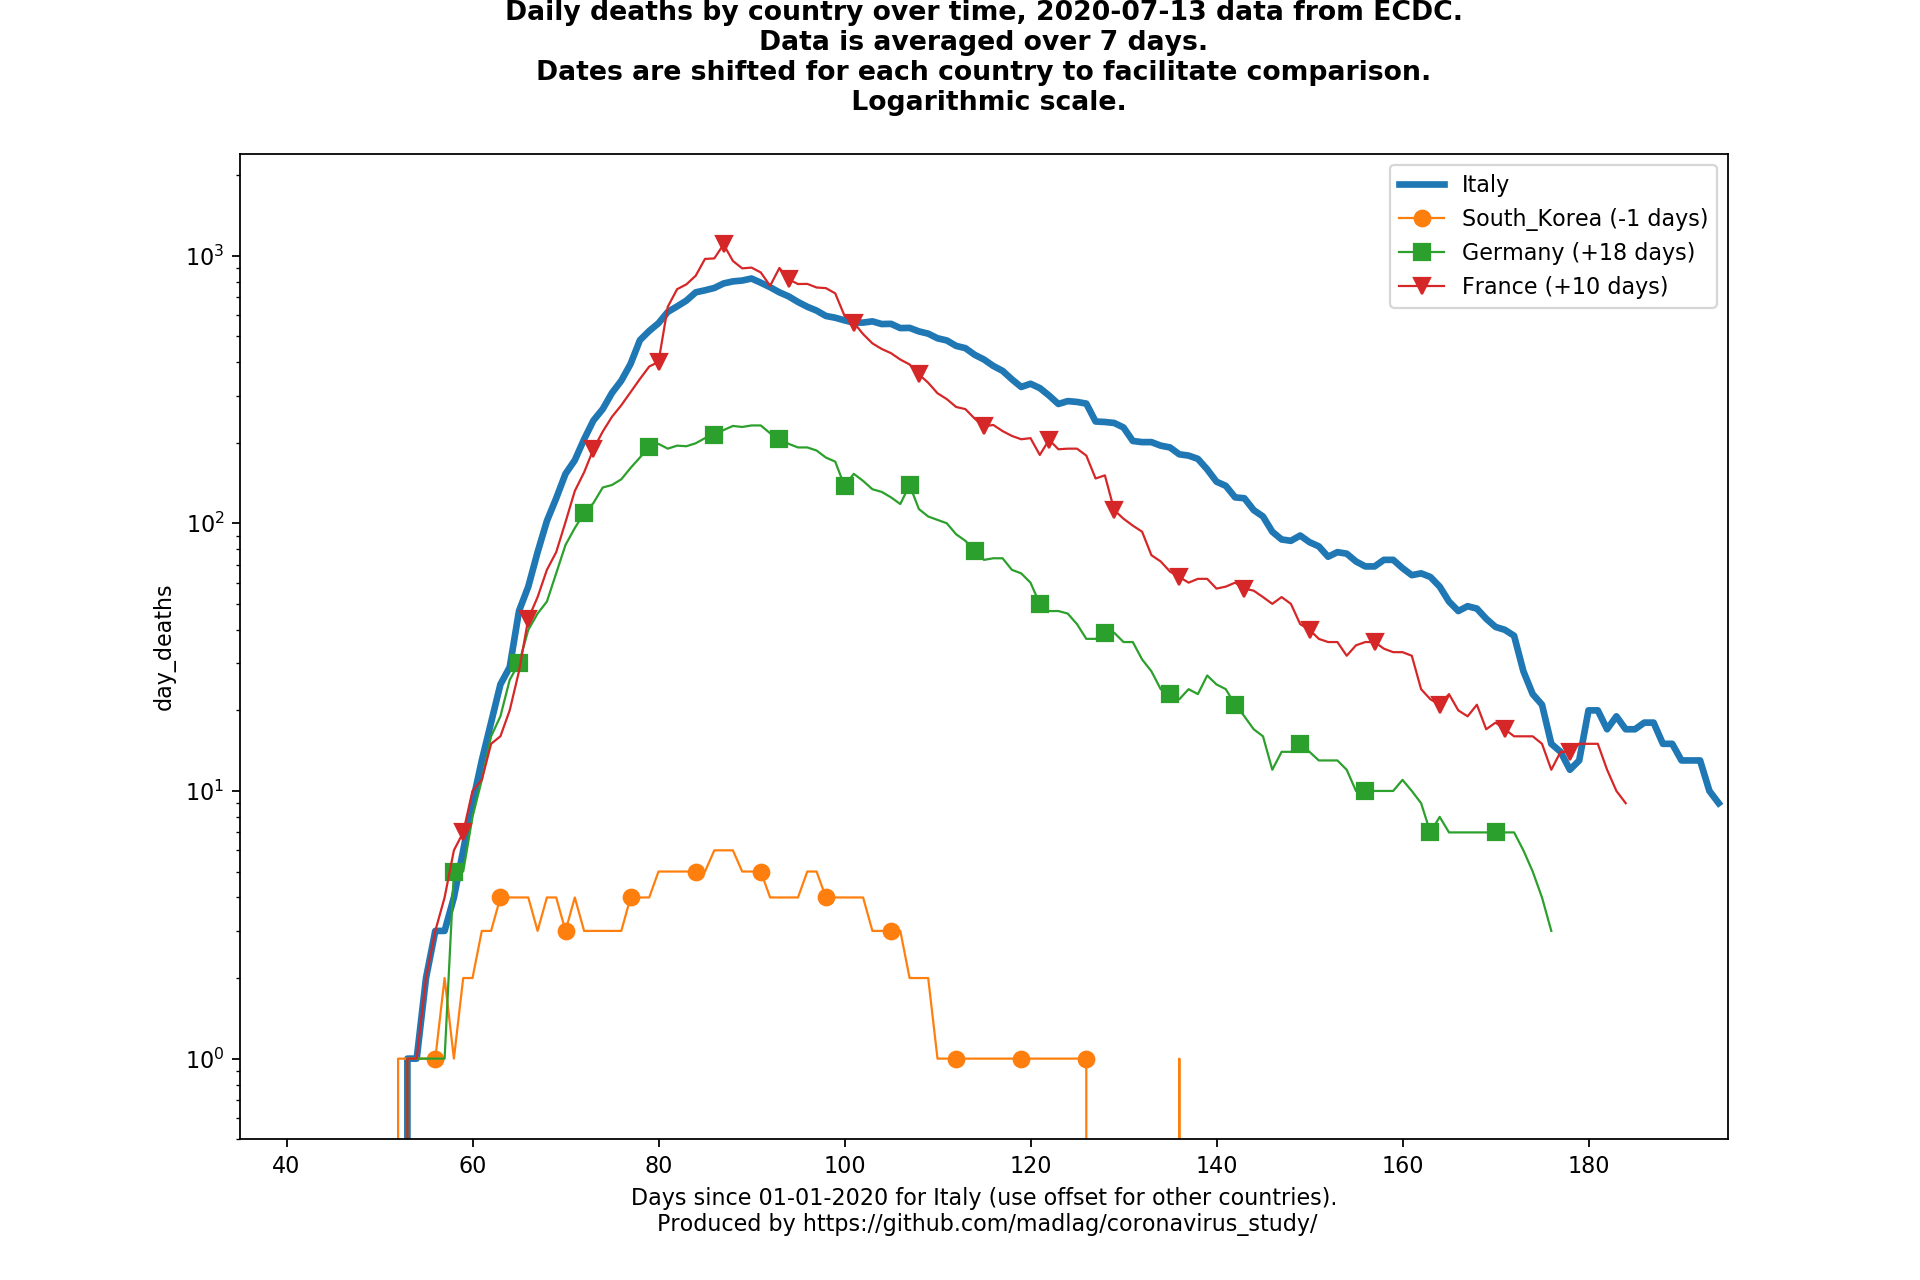 Daily deaths by country over time, 2020-07-13 data from ECDC.
Data is averaged over 7 days.
Dates are shifted for each country to facilitate comparison.
Logarithmic scale.
Italy
South_Korea (-1 days)
Germany (+18 days)
France (+10 days)
day_deaths
10³
10²
10¹
10⁰
40 60 80 100 120 140 160 180
Days since 01-01-2020 for Italy (use offset for other countries).
Produced by https://github.com/madlag/coronavirus_study/